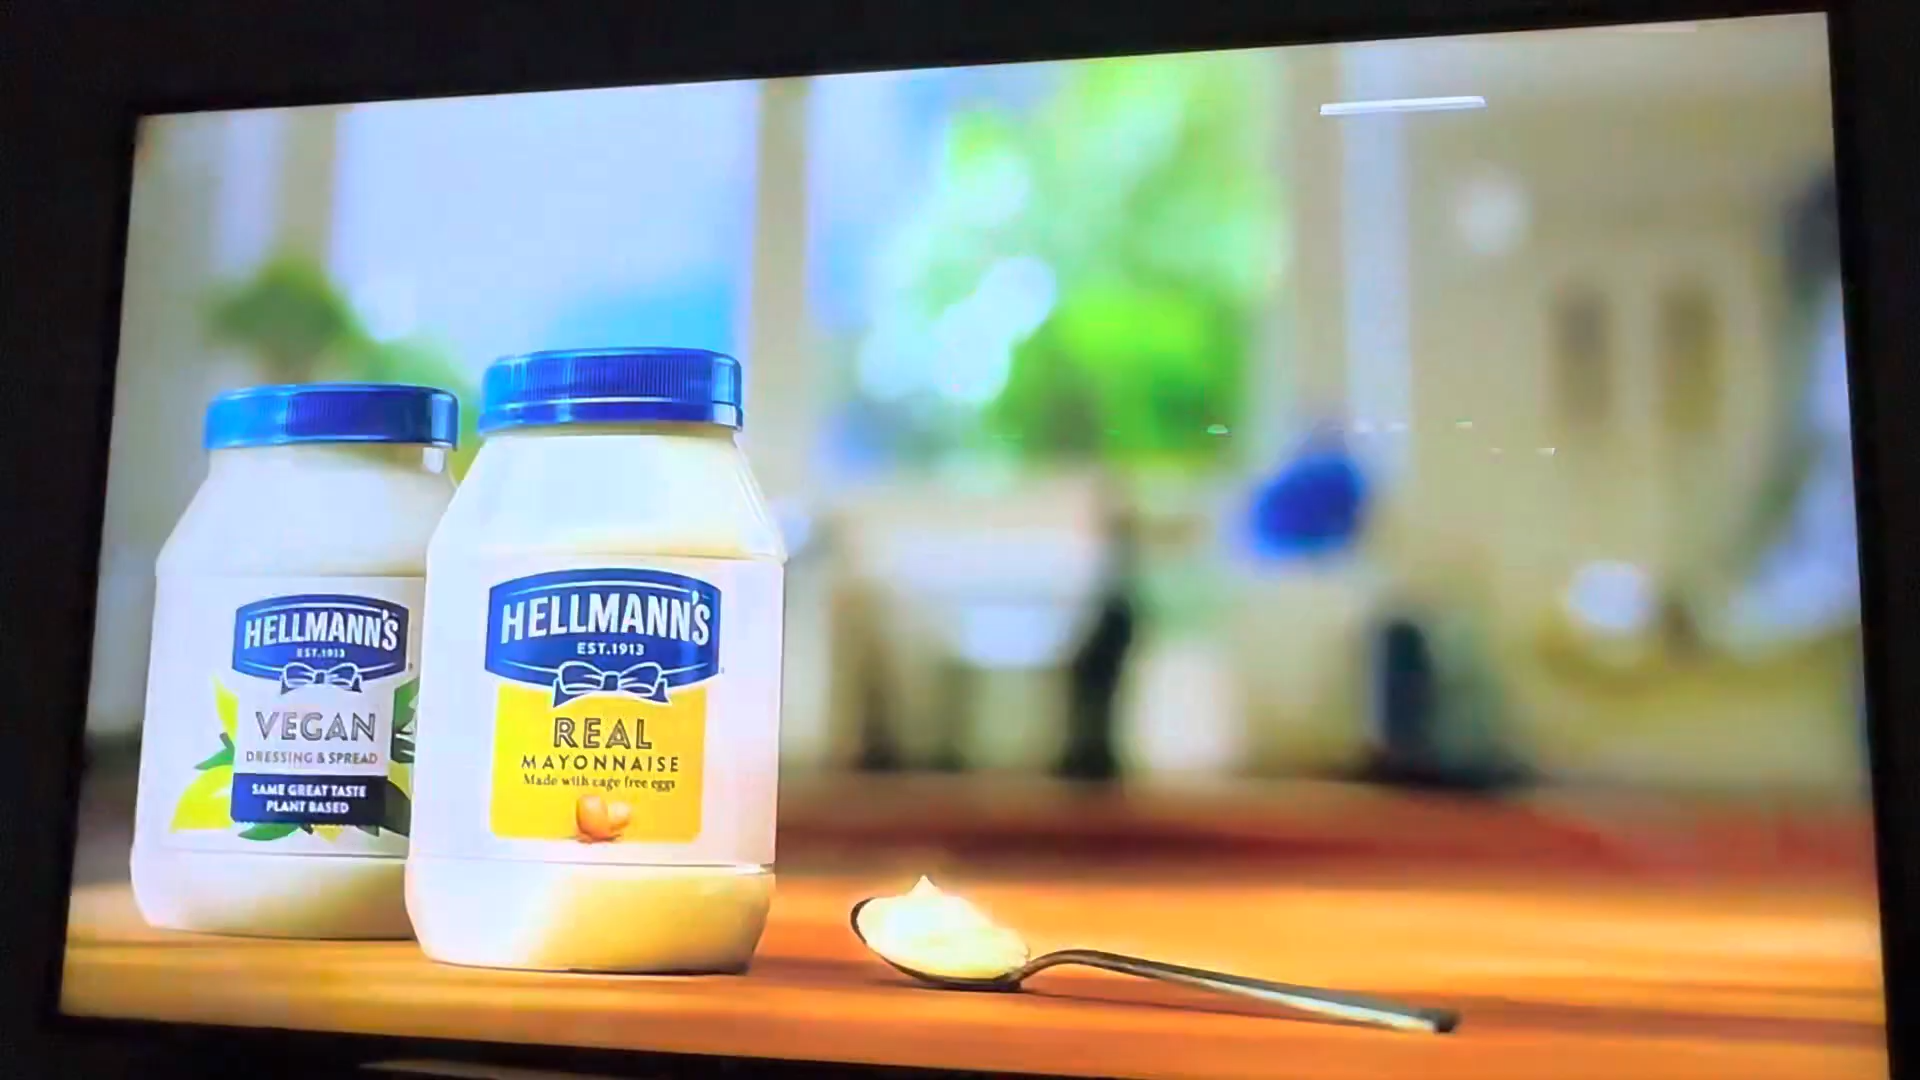 HELLMANN'S
EST.1913
VEGAN
DRESSING & SPREAD
SAME GREAT TASTE
PLANT BASED
HELLMANN'S
EST.1913
REAL
MAYONNAISE
Made with cage free eggs